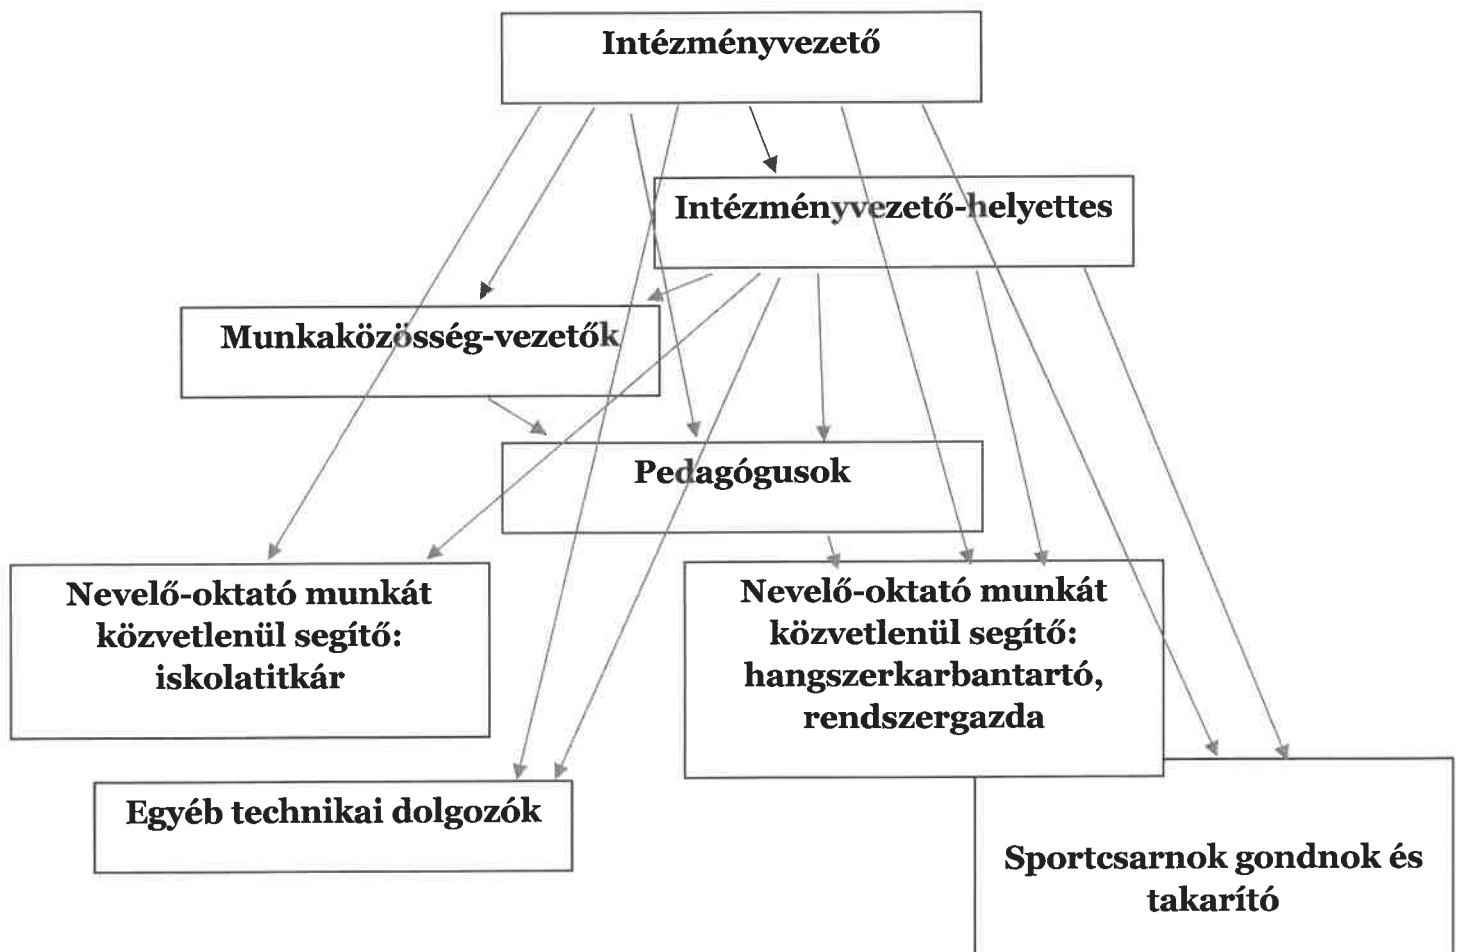 Intézményvezető
Intézményvezető-helyettes
Munkaközösség-vezetők
Pedagógusok
Nevelő-oktató munkát
közvetlenül segítő:
iskolatitkár
Nevelő-oktató munkát
közvetlenül segítő:
hangszerkarbantartó,
rendszergazda
Egyéb technikai dolgozók
Sportcsarnok gondnok és
takarító